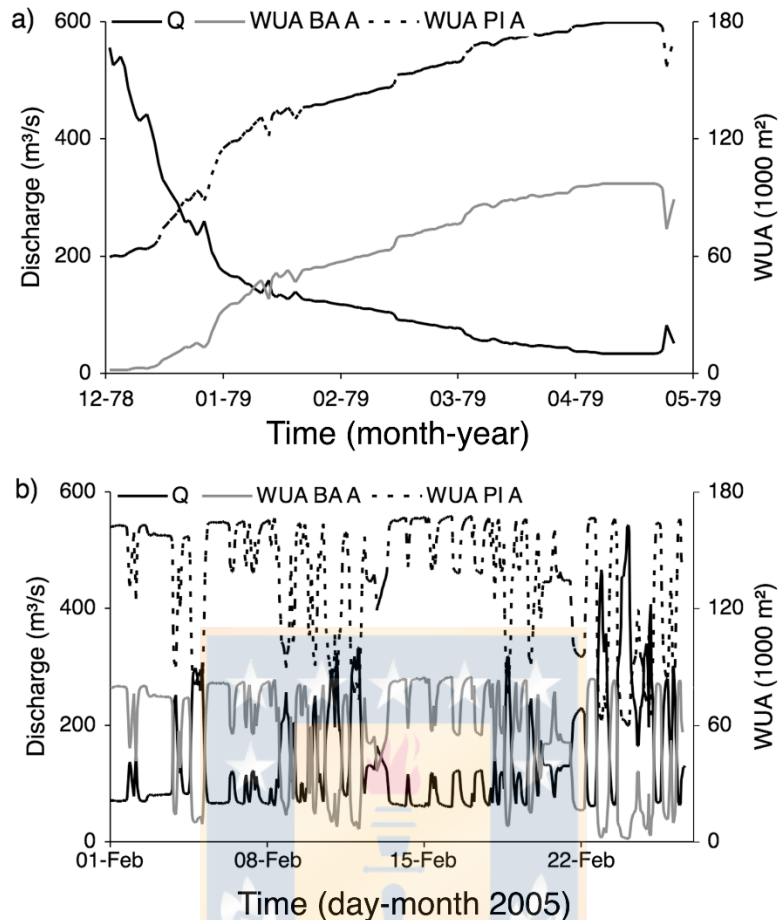 a)
Q WUA BA A WUA PI A
600
400
200
0
Discharge (m³/s)
180
120
60
0
WUA (1000 m²)
12-78 01-79 02-79 03-79 04-79 05-79
Time (month-year)
b)
Q WUA BA A WUA PI A
600
400
200
0
Discharge (m³/s)
180
120
60
0
WUA (1000 m²)
01-Feb 08-Feb 15-Feb 22-Feb
Time (day-month 2005)